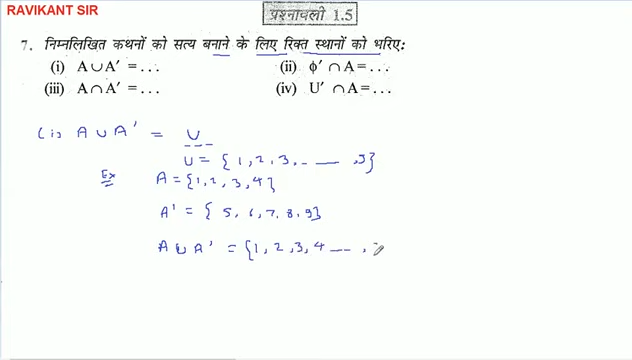 RAVIKANT SIR
प्रश्नावली 1.5
7. निम्नलिखित कथनों को सत्य बनाने के लिए रिक्त स्थानों को भरिए:
(i) A ∪ A′ = . . . (ii) ϕ′ ∩ A = . . .
(iii) A ∩ A′ = . . . (iv) U′ ∩ A = . . .
(i) A ∪ A' = U
U = {1, 2, 3, - — , 9}
Ex A = {1, 2, 3, 4}
A' = {5, 6, 7, 8, 9}
A ∪ A' = {1, 2, 3, 4 — - ,